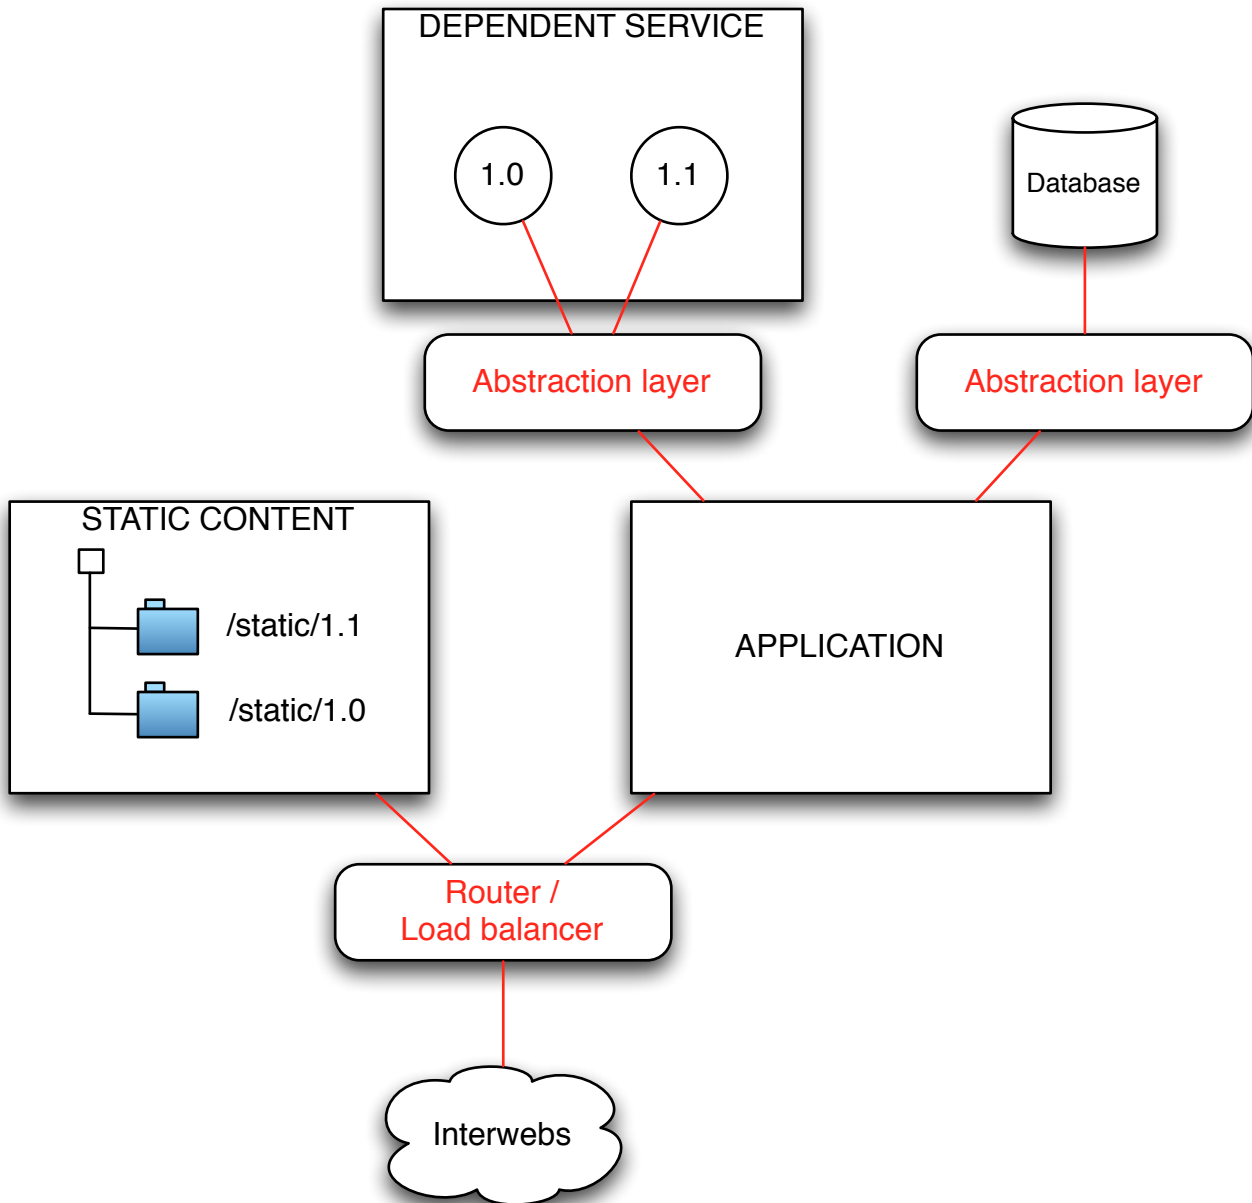 DEPENDENT SERVICE
1.0
1.1
Database
Abstraction layer
Abstraction layer
STATIC CONTENT
/static/1.1
/static/1.0
APPLICATION
Router /
Load balancer
Interwebs